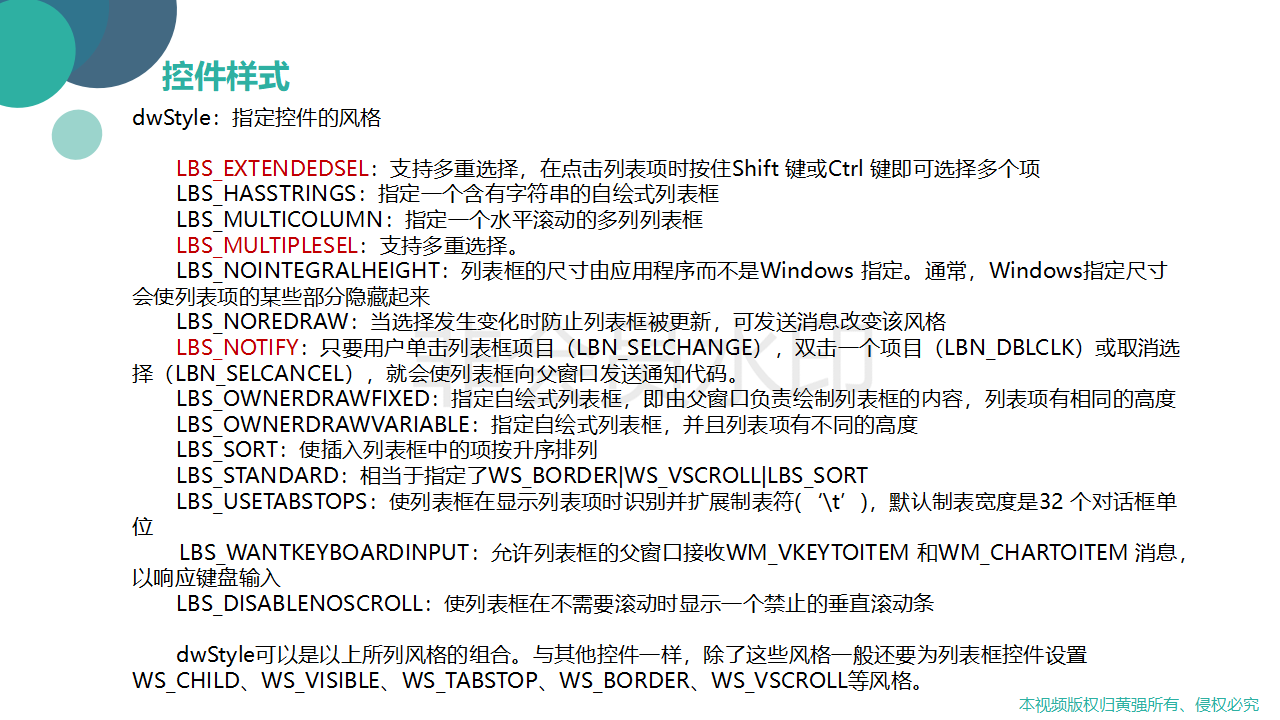 控件样式
dwStyle：指定控件的风格
LBS_EXTENDEDSEL：支持多重选择，在点击列表项时按住Shift 键或Ctrl 键即可选择多个项
LBS_HASSTRINGS：指定一个含有字符串的自绘式列表框
LBS_MULTICOLUMN：指定一个水平滚动的多列列表框
LBS_MULTIPLESEL：支持多重选择。
LBS_NOINTEGRALHEIGHT：列表框的尺寸由应用程序而不是Windows 指定。通常，Windows指定尺寸
会使列表项的某些部分隐藏起来
LBS_NOREDRAW：当选择发生变化时防止列表框被更新，可发送消息改变该风格
LBS_NOTIFY：只要用户单击列表框项目（LBN_SELCHANGE），双击一个项目（LBN_DBLCLK）或取消选
择（LBN_SELCANCEL），就会使列表框向父窗口发送通知代码。
LBS_OWNERDRAWFIXED：指定自绘式列表框，即由父窗口负责绘制列表框的内容，列表项有相同的高度
LBS_OWNERDRAWVARIABLE：指定自绘式列表框，并且列表项有不同的高度
LBS_SORT：使插入列表框中的项按升序排列
LBS_STANDARD：相当于指定了WS_BORDER|WS_VSCROLL|LBS_SORT
LBS_USETABSTOPS：使列表框在显示列表项时识别并扩展制表符(‘\t’)，默认制表宽度是32 个对话框单
位
LBS_WANTKEYBOARDINPUT：允许列表框的父窗口接收WM_VKEYTOITEM 和WM_CHARTOITEM 消息，
以响应键盘输入
LBS_DISABLENOSCROLL：使列表框在不需要滚动时显示一个禁止的垂直滚动条
dwStyle可以是以上所列风格的组合。与其他控件一样，除了这些风格一般还要为列表框控件设置
WS_CHILD、WS_VISIBLE、WS_TABSTOP、WS_BORDER、WS_VSCROLL等风格。
非会员水印
本视频版权归黄强所有、侵权必究